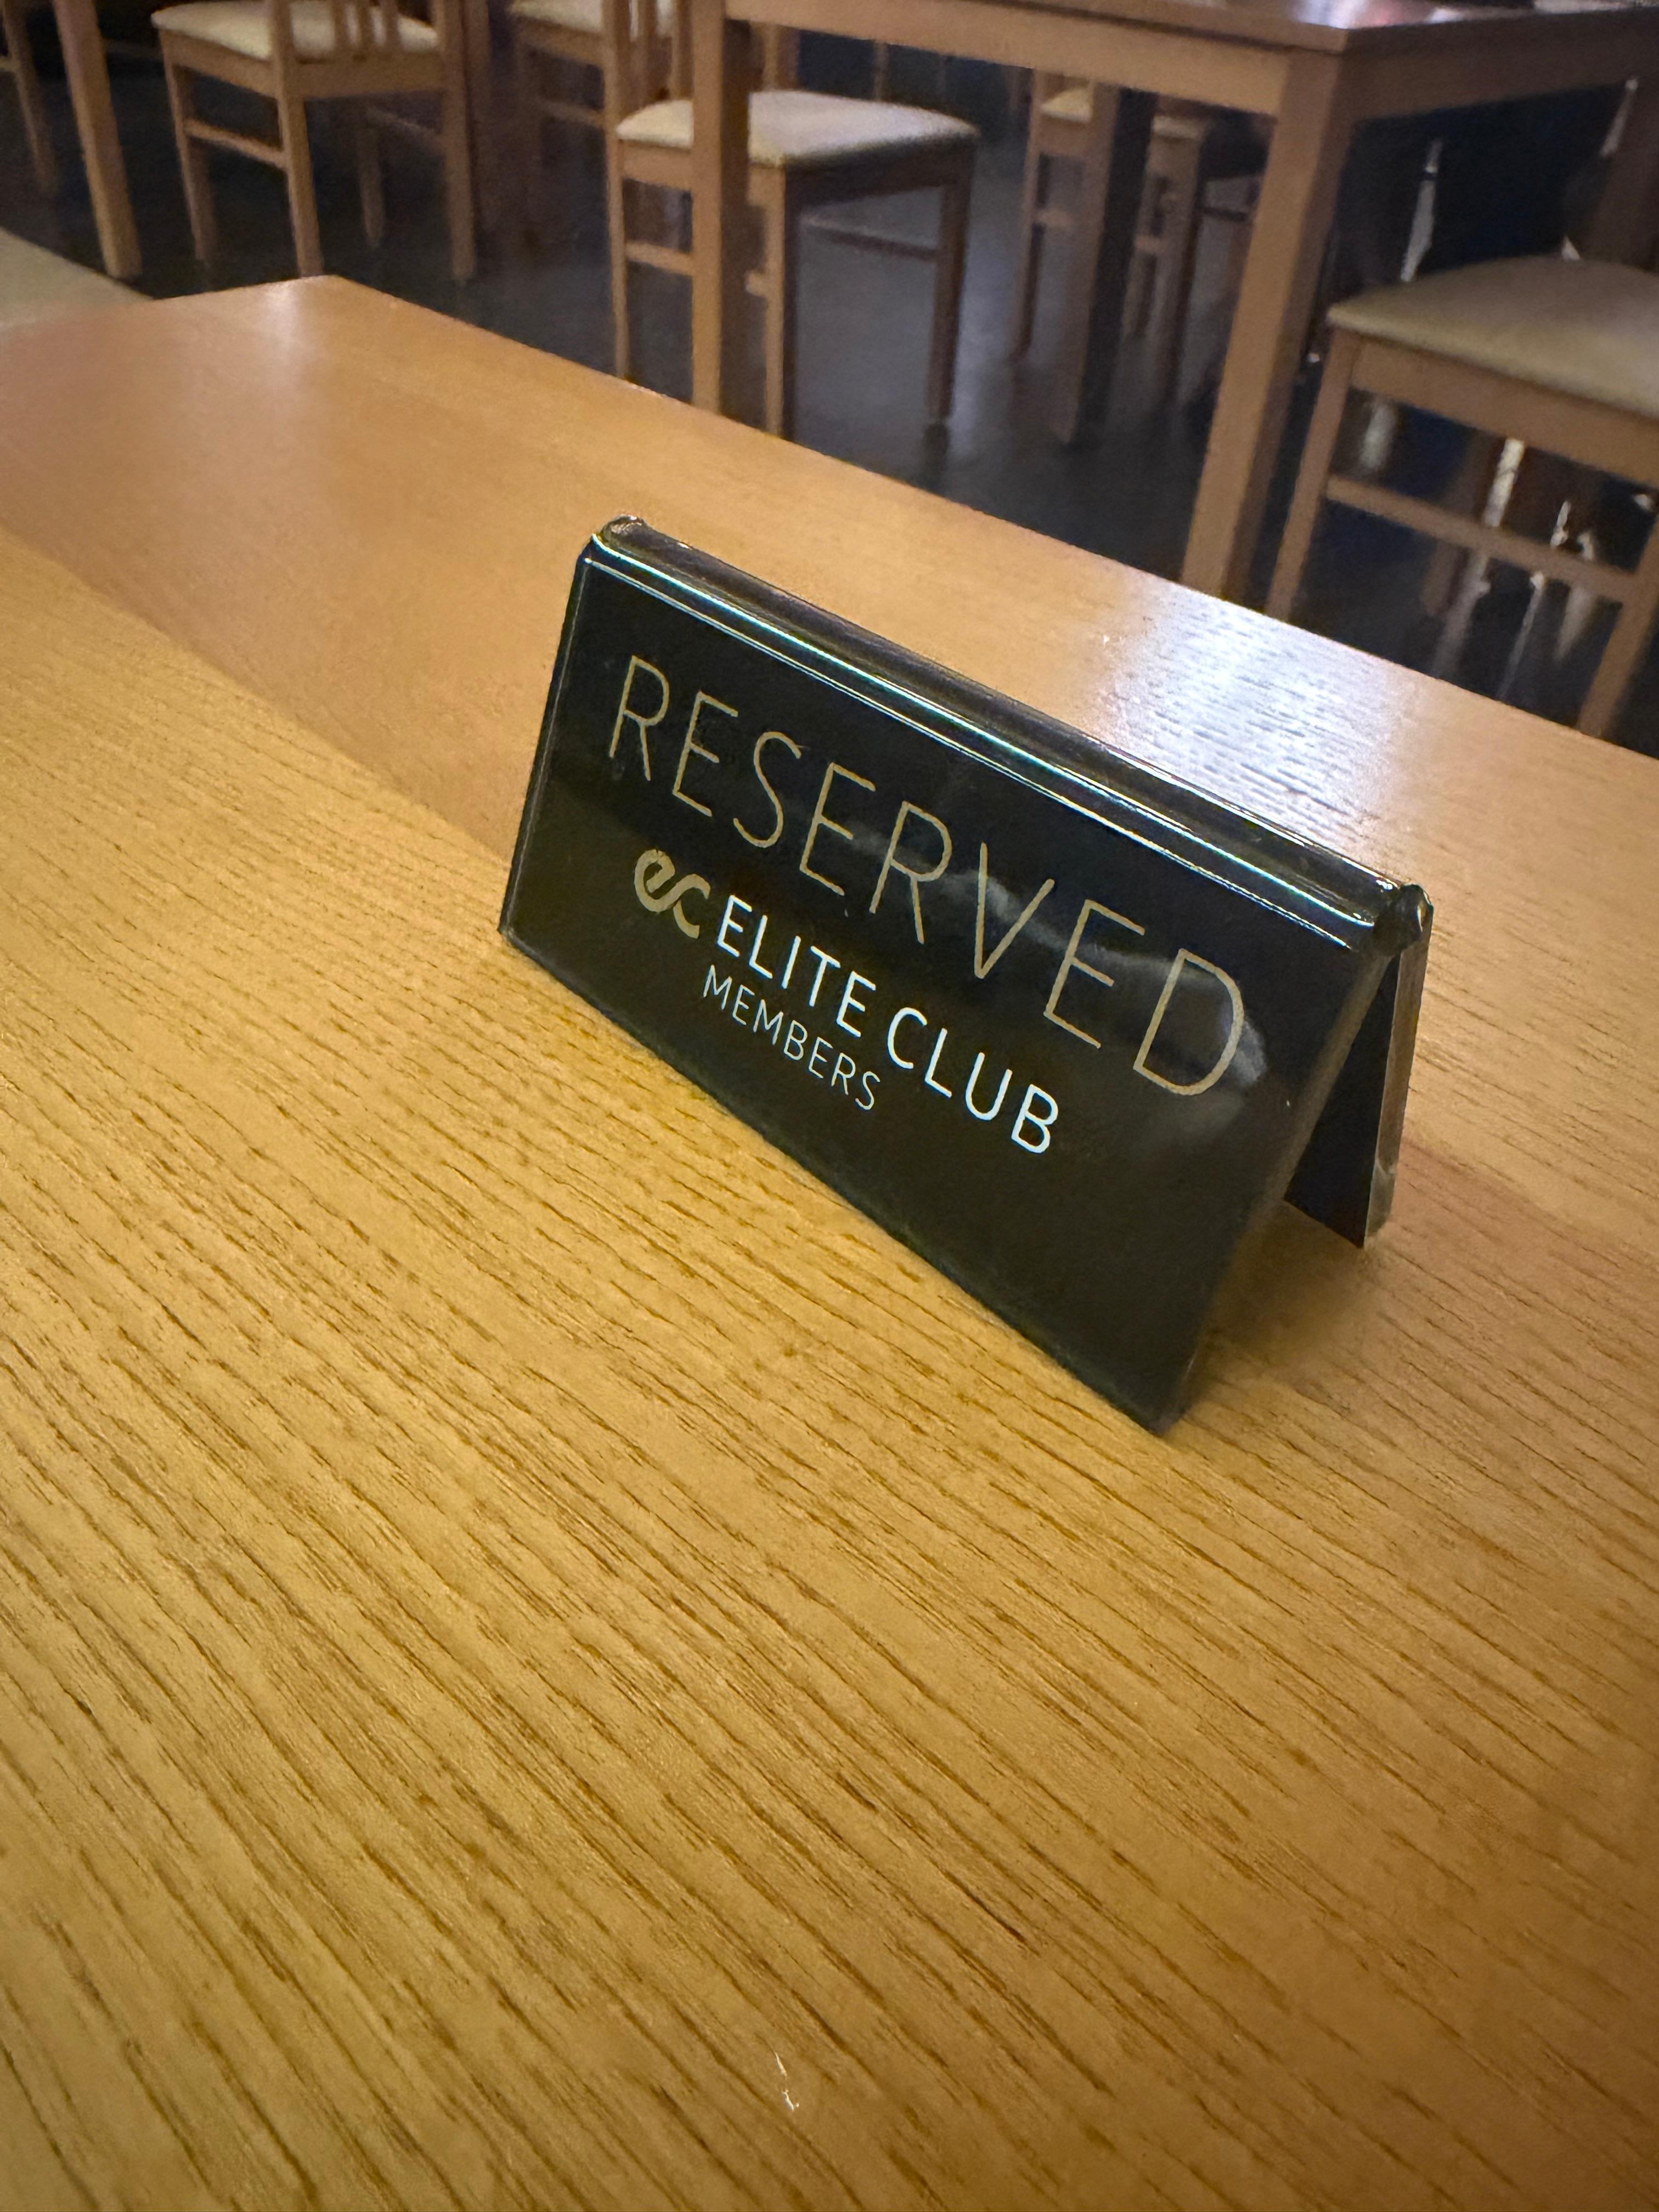 RESERVED
ec ELITE CLUB
MEMBERS